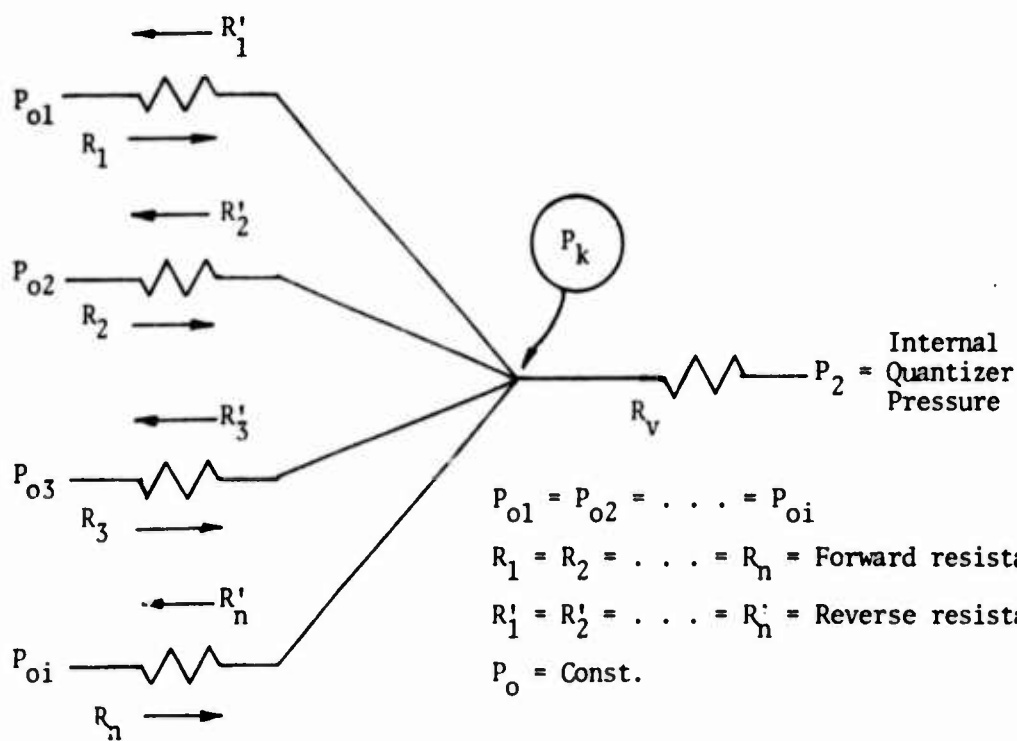 R'1
Po1
R1
R'2
Po2
R2
Pk
Internal
P2 = Quantizer
Pressure
Rv
R'3
Po3
R3
Po1 = Po2 = . . . = Poi
R1 = R2 = . . . = Rn = Forward resista
R'n
R'1 = R'2 = . . . = R'n = Reverse resista
Poi
Po = Const.
Rn